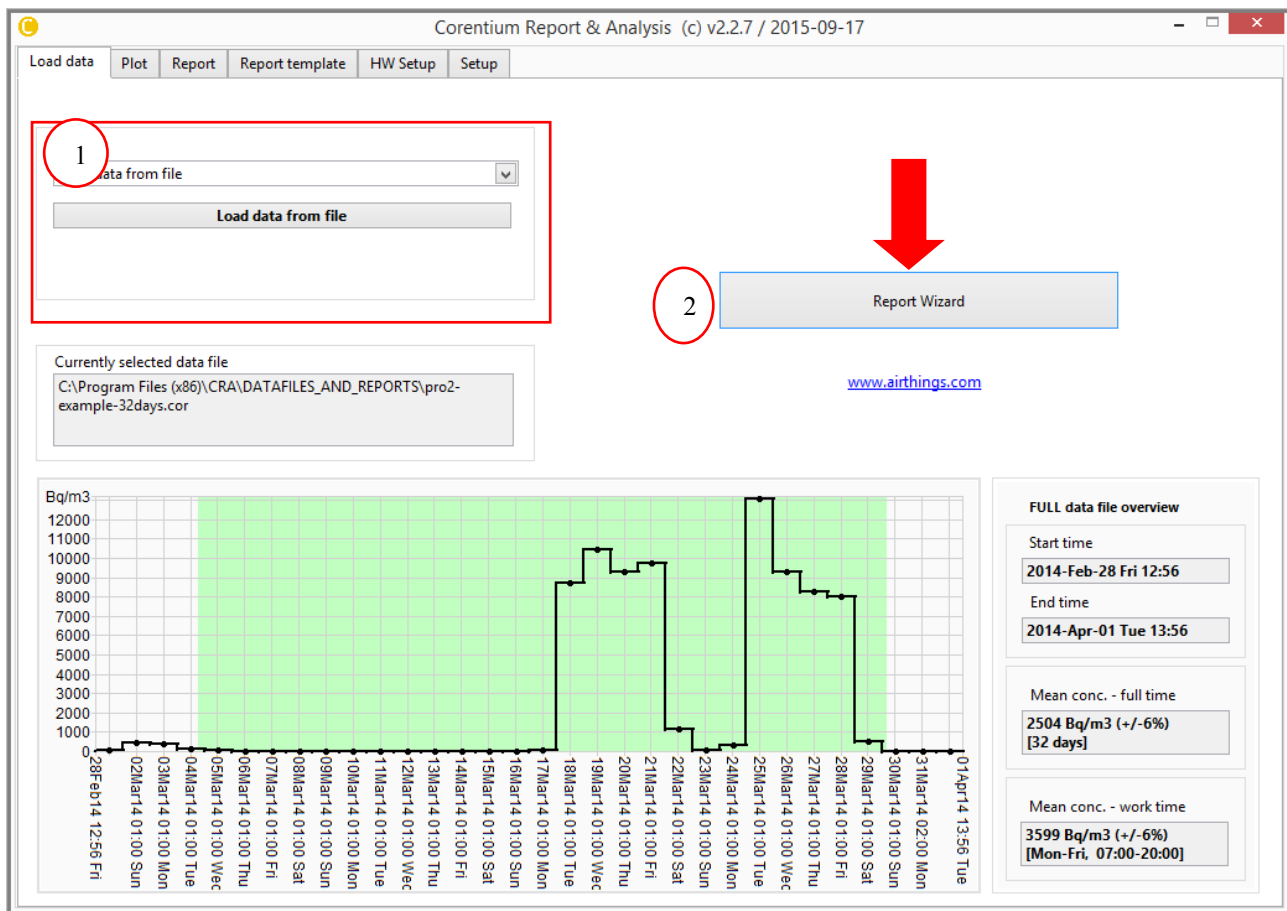 Corentium Report & Analysis (c) v2.2.7 / 2015-09-17
Load data Plot Report Report template HW Setup Setup
1
data from file
Load data from file
2
Report Wizard
Currently selected data file
C:\Program Files (x86)\CRA\DATAFILES_AND_REPORTS\pro2-
example-32days.cor
www.airthings.com
Bq/m3
12000
11000
10000
9000
8000
7000
6000
5000
4000
3000
2000
1000
0
28Feb14 12:56 Fri
02Mar14 01:00 Sun
03Mar14 01:00 Mon
04Mar14 01:00 Tue
05Mar14 01:00 Wec
06Mar14 01:00 Thu
07Mar14 01:00 Fri
08Mar14 01:00 Sat
09Mar14 01:00 Sun
10Mar14 01:00 Mon
11Mar14 01:00 Tue
12Mar14 01:00 Wec
13Mar14 01:00 Thu
14Mar14 01:00 Fri
15Mar14 01:00 Sat
16Mar14 01:00 Sun
17Mar14 01:00 Mon
18Mar14 01:00 Tue
19Mar14 01:00 Wec
20Mar14 01:00 Thu
21Mar14 01:00 Fri
22Mar14 01:00 Sat
23Mar14 01:00 Sun
24Mar14 01:00 Mon
25Mar14 01:00 Tue
26Mar14 01:00 Wec
27Mar14 01:00 Thu
28Mar14 01:00 Fri
29Mar14 01:00 Sat
30Mar14 01:00 Sun
31Mar14 02:00 Mon
01Apr14 13:56 Tue
FULL data file overview
Start time
2014-Feb-28 Fri 12:56
End time
2014-Apr-01 Tue 13:56
Mean conc. - full time
2504 Bq/m3 (+/-6%)
[32 days]
Mean conc. - work time
3599 Bq/m3 (+/-6%)
[Mon-Fri, 07:00-20:00]